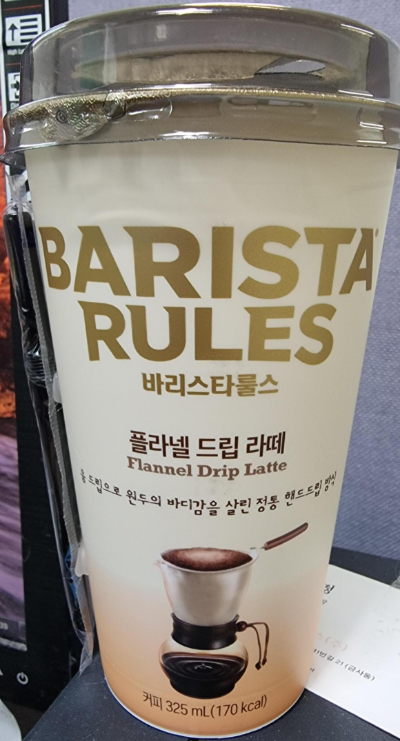 BARISTA
RULES
바리스타룰스
플라넬 드립 라떼
Flannel Drip Latte
드립으로 원두의 바디감을 살린 정통 핸드드립 방식
커피 325 mL(170 kcal)